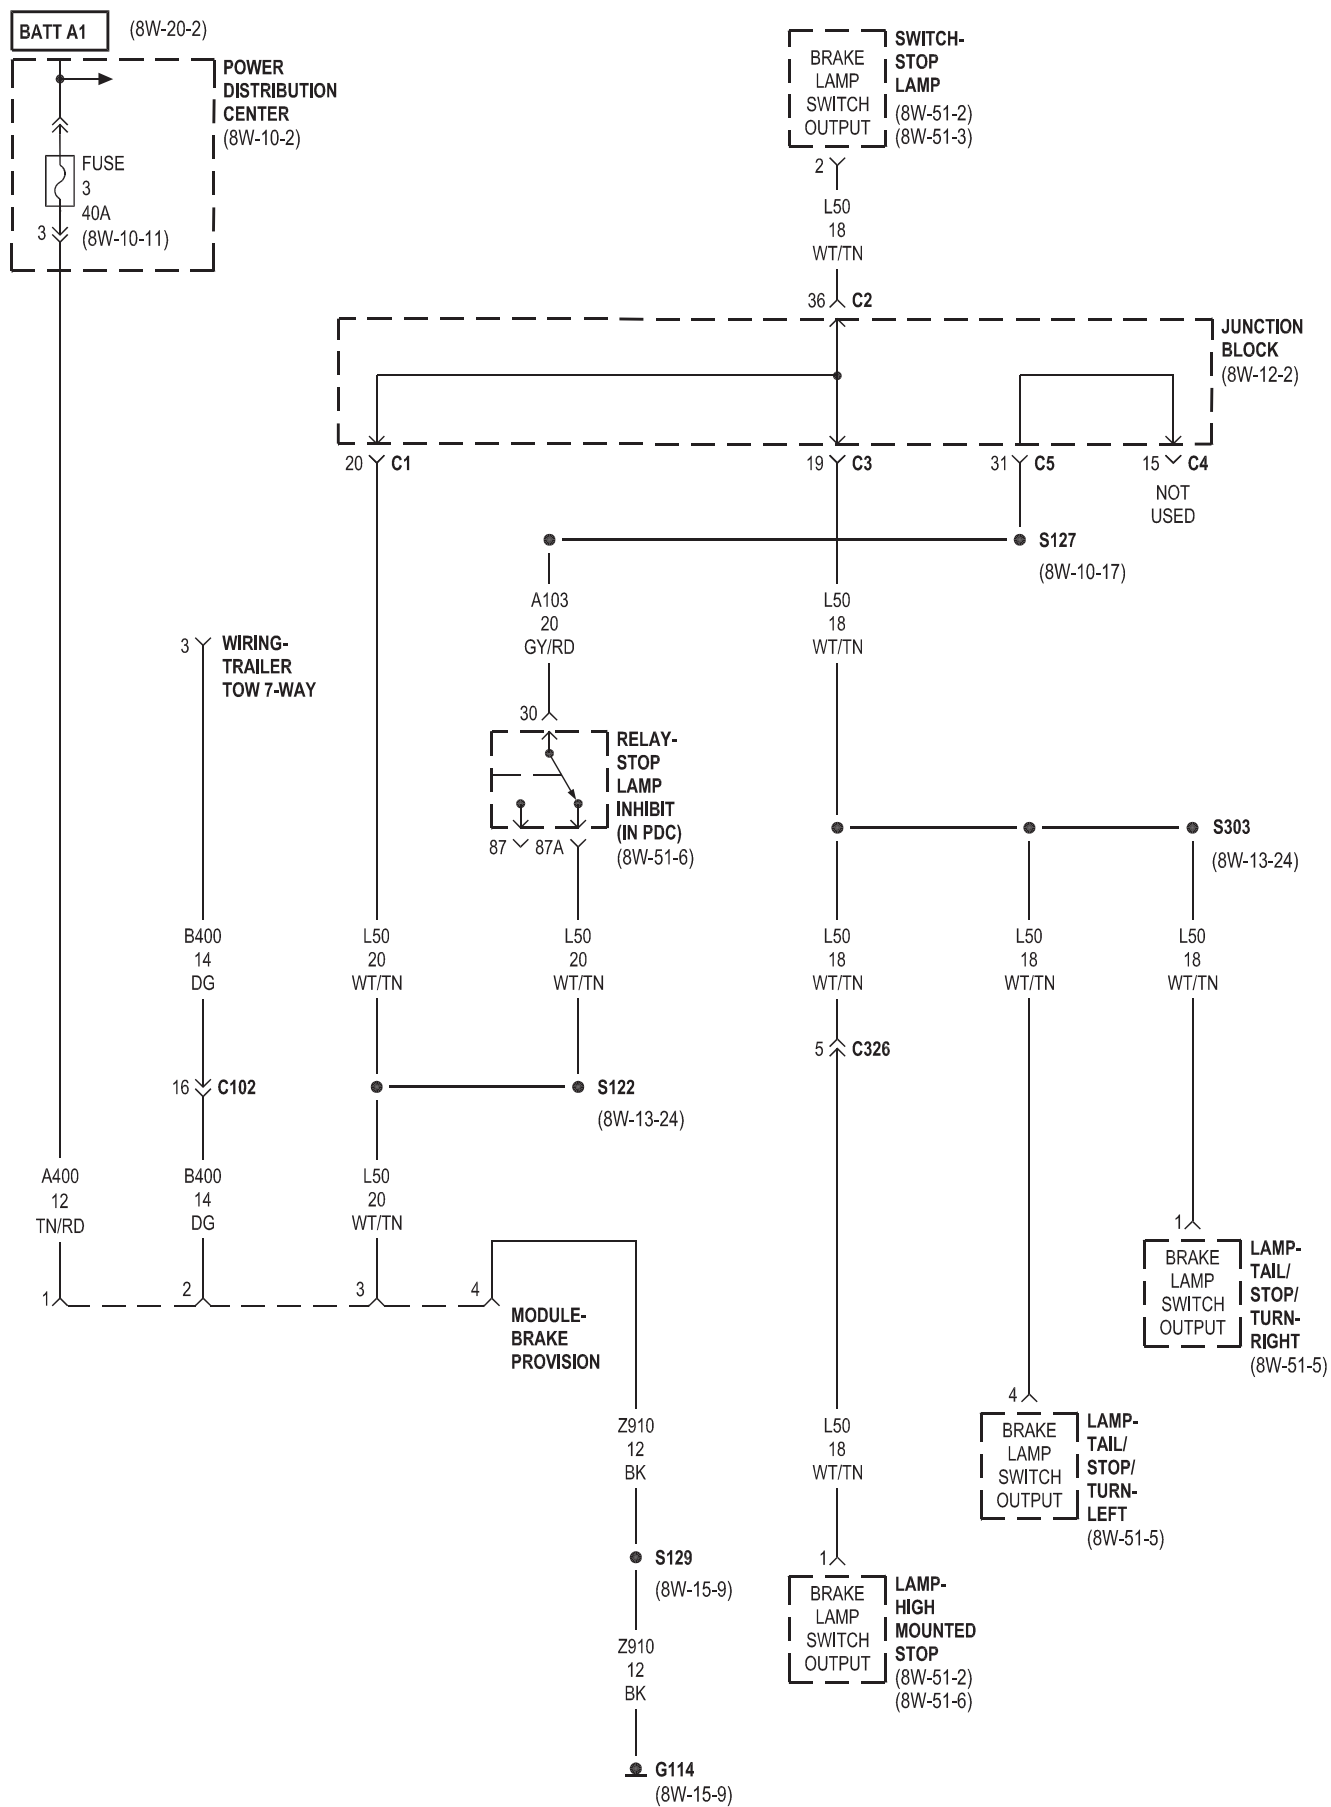 BATT A1
(8W-20-2)
POWER
DISTRIBUTION
CENTER
(8W-10-2)
FUSE
3
40A
(8W-10-11)
3
BRAKE
LAMP
SWITCH
OUTPUT
SWITCH-
STOP
LAMP
(8W-51-2)
(8W-51-3)
2
L50
18
WT/TN
36
C2
JUNCTION
BLOCK
(8W-12-2)
20
C1
19
C3
31
C5
15
C4
NOT
USED
S127
(8W-10-17)
A103
20
GY/RD
L50
18
WT/TN
3
WIRING-
TRAILER
TOW 7-WAY
30
RELAY-
STOP
LAMP
INHIBIT
(IN PDC)
(8W-51-6)
87
87A
S303
(8W-13-24)
B400
14
DG
L50
20
WT/TN
L50
20
WT/TN
L50
18
WT/TN
L50
18
WT/TN
L50
18
WT/TN
5
C326
16
C102
S122
(8W-13-24)
A400
12
TN/RD
B400
14
DG
L50
20
WT/TN
1
2
3
4
MODULE-
BRAKE
PROVISION
1
BRAKE
LAMP
SWITCH
OUTPUT
LAMP-
TAIL/
STOP/
TURN-
RIGHT
(8W-51-5)
4
BRAKE
LAMP
SWITCH
OUTPUT
LAMP-
TAIL/
STOP/
TURN-
LEFT
(8W-51-5)
Z910
12
BK
L50
18
WT/TN
S129
(8W-15-9)
1
BRAKE
LAMP
SWITCH
OUTPUT
LAMP-
HIGH
MOUNTED
STOP
(8W-51-2)
(8W-51-6)
Z910
12
BK
G114
(8W-15-9)